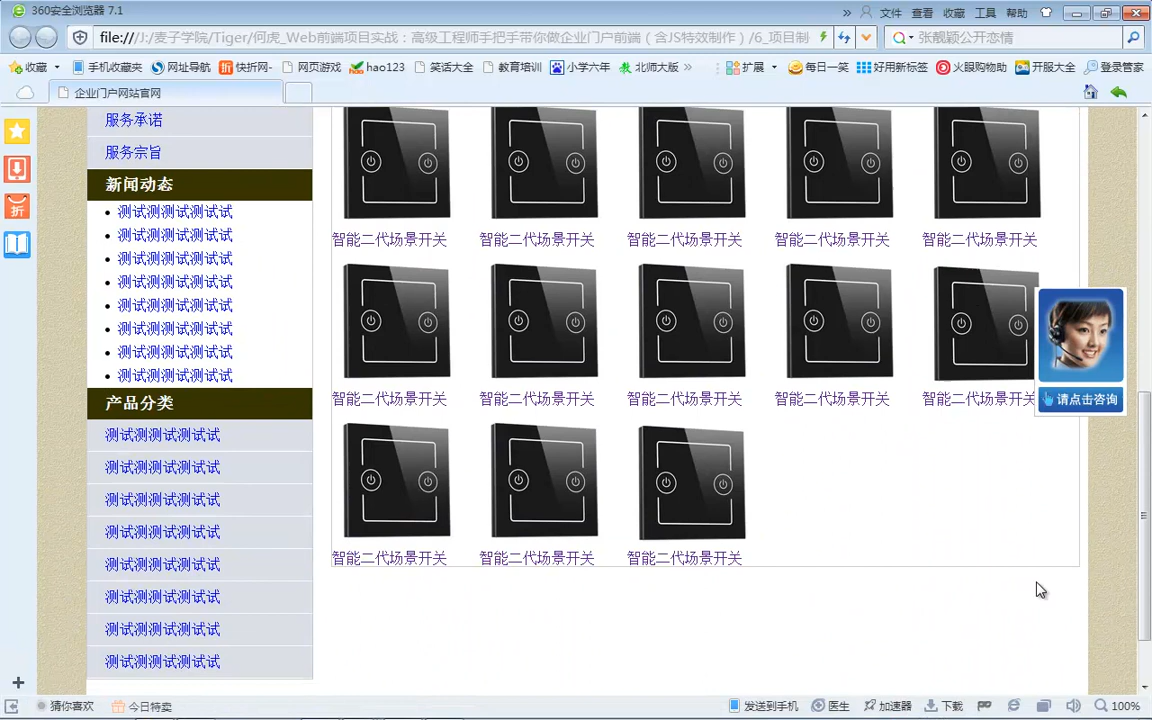 360安全浏览器 7.1
» 文件 查看 收藏 工具 帮助
file:///J:/麦子学院/Tiger/何虎_Web前端项目实战：高级工程师手把手带你做企业门户前端（含JS特效制作）/6_项目制
张靓颖公开恋情
收藏 手机收藏夹 网址导航 快折网- 网页游戏 hao123 笑话大全 教育培训 小学六年 北师大版 » 扩展 每日一笑 好用新标签 火眼购物助 开服大全 登录管家
企业门户网站官网
折
服务承诺
服务宗旨
新闻动态
测试测测试测试试
测试测测试测试试
测试测测试测试试
测试测测试测试试
测试测测试测试试
测试测测试测试试
测试测测试测试试
测试测测试测试试
产品分类
测试测测试测试试
测试测测试测试试
测试测测试测试试
测试测测试测试试
测试测测试测试试
测试测测试测试试
测试测测试测试试
测试测测试测试试
智能二代场景开关 智能二代场景开关 智能二代场景开关 智能二代场景开关 智能二代场景开关
智能二代场景开关 智能二代场景开关 智能二代场景开关 智能二代场景开关 智能二代场景开关
智能二代场景开关 智能二代场景开关 智能二代场景开关
请点击咨询
猜你喜欢 今日特卖 发送到手机 医生 加速器 下载 100%